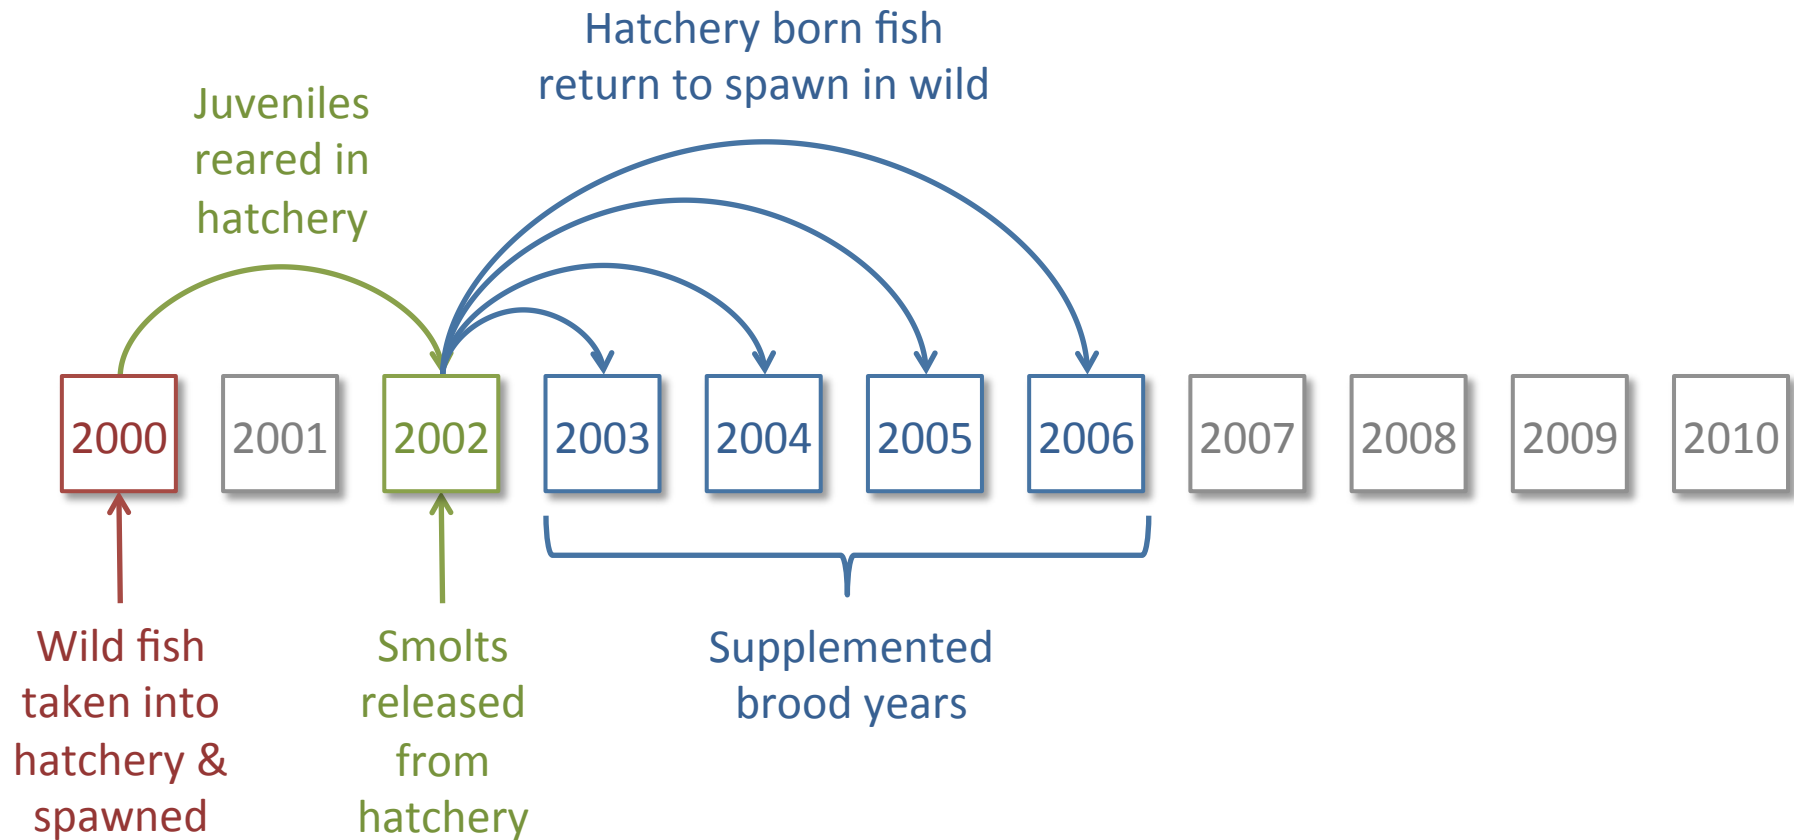 Hatchery born fish
return to spawn in wild
Juveniles
reared in
hatchery
2000 2001 2002 2003 2004 2005 2006 2007 2008 2009 2010
Wild fish
taken into
hatchery &
spawned
Smolts
released
from
hatchery
Supplemented
brood years